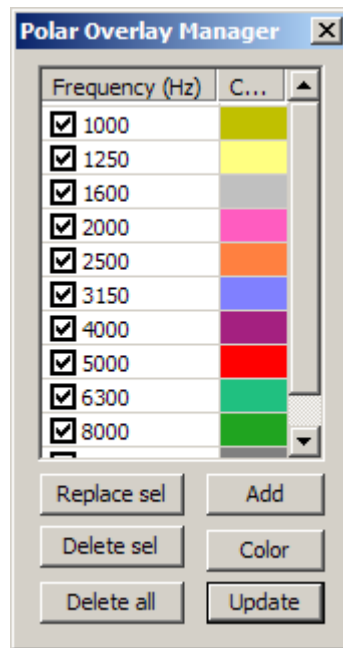 Polar Overlay Manager
Frequency (Hz) C...
1000
1250
1600
2000
2500
3150
4000
5000
6300
8000
Replace sel Add
Delete sel Color
Delete all Update